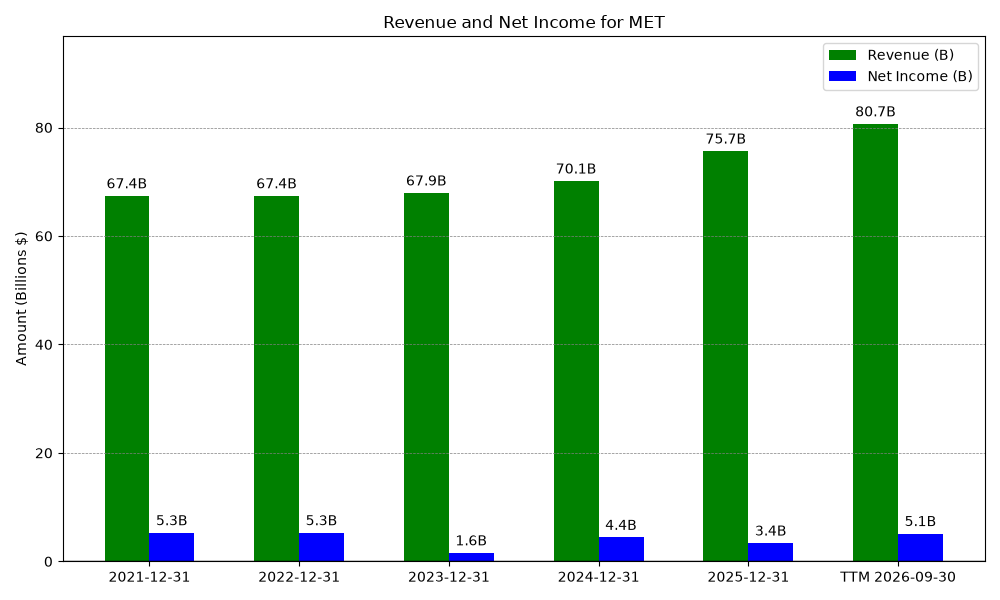 Revenue and Net Income for MET
Revenue (B)
Net Income (B)
Amount (Billions $)
80
60
40
20
0
67.4B
5.3B
67.4B
5.3B
67.9B
1.6B
70.1B
4.4B
75.7B
3.4B
80.7B
5.1B
2021-12-31
2022-12-31
2023-12-31
2024-12-31
2025-12-31
TTM 2026-09-30